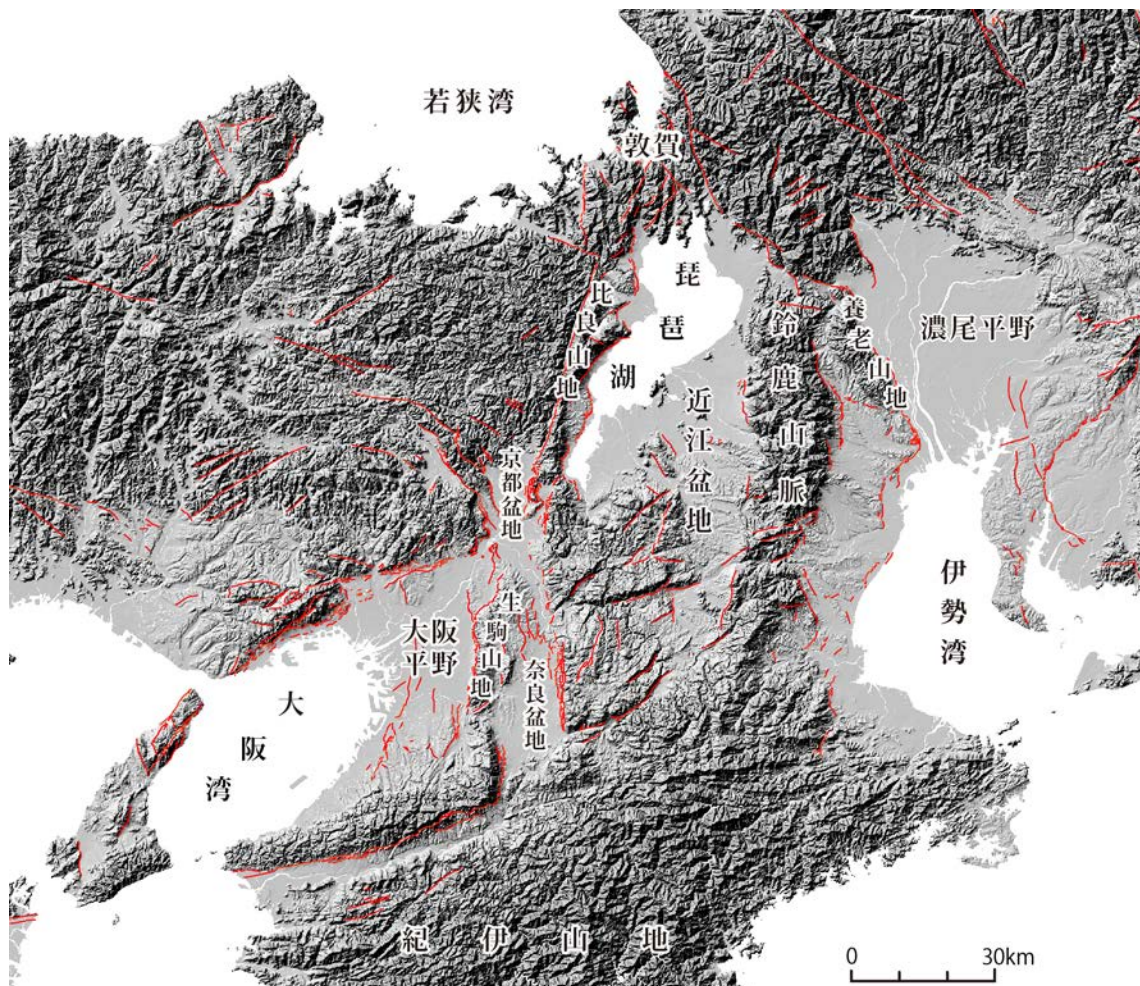 若狭湾
敦賀
琵琶湖
比良山地
鈴鹿山脈
養老山地
濃尾平野
近江盆地
京都盆地
伊勢湾
生駒山地
大阪
平野
奈良盆地
大阪湾
紀伊山地
0 30km